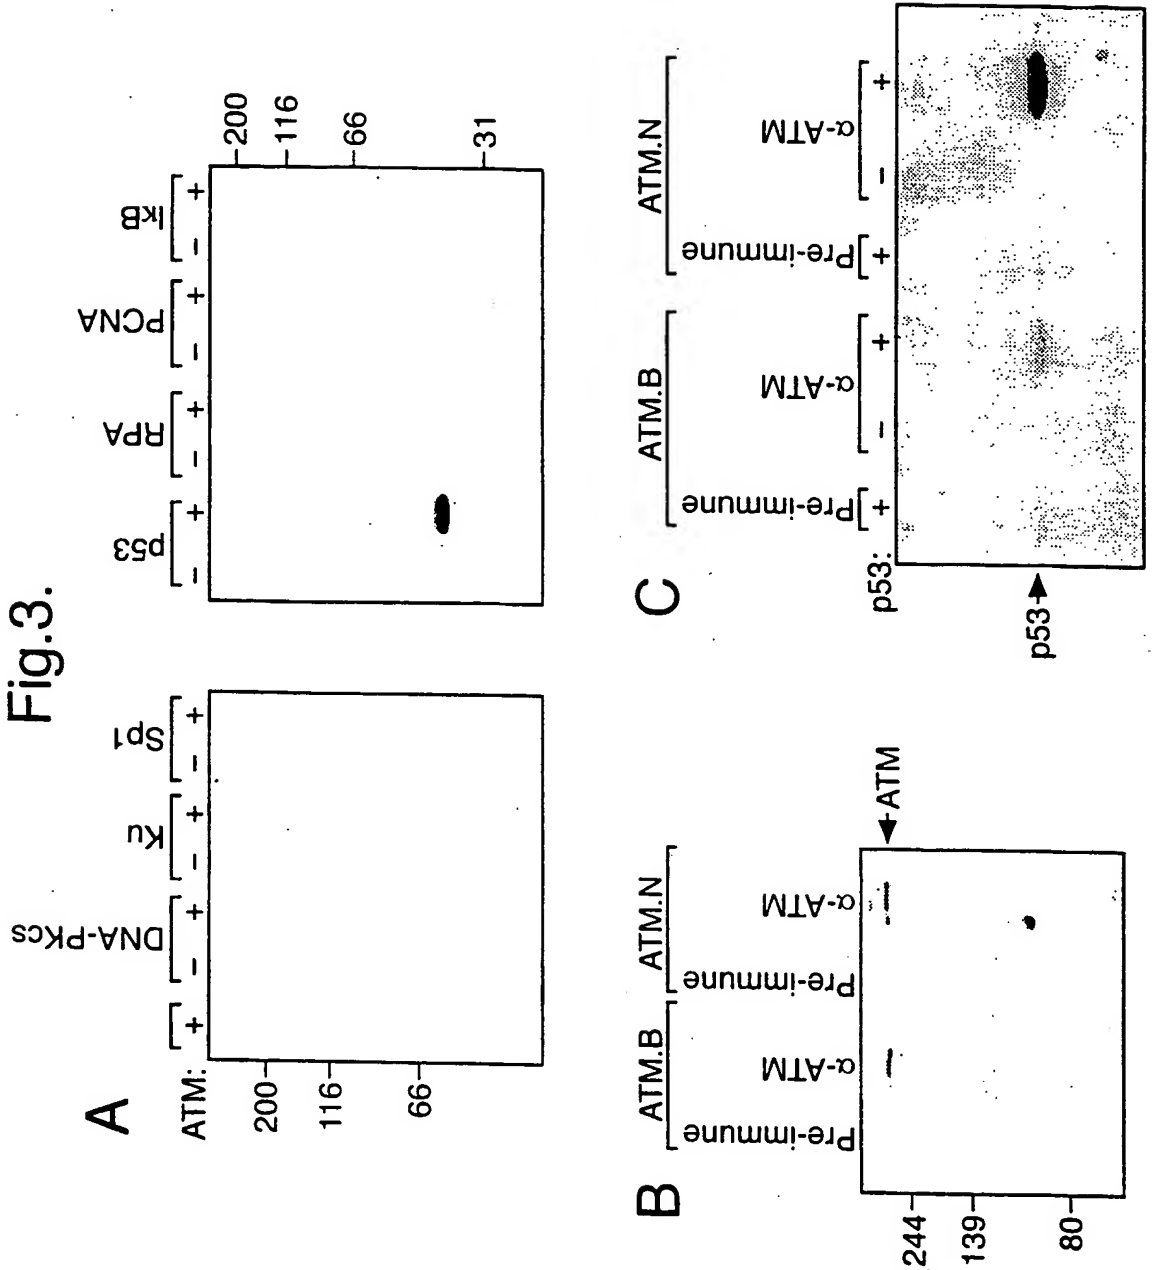 Fig.3.
A
DNA-PKcs Ku Sp1
ATM: + - + - + - +
200
116
66
p53 RPA PCNA IκB
- + - + - + - +
200
116
66
31
B
ATM.B ATM.N
Pre-immune α-ATM Pre-immune α-ATM
ATM
244
139
80
C
ATM.B ATM.N
Pre-immune α-ATM Pre-immune α-ATM
p53: + - + + - +
p53